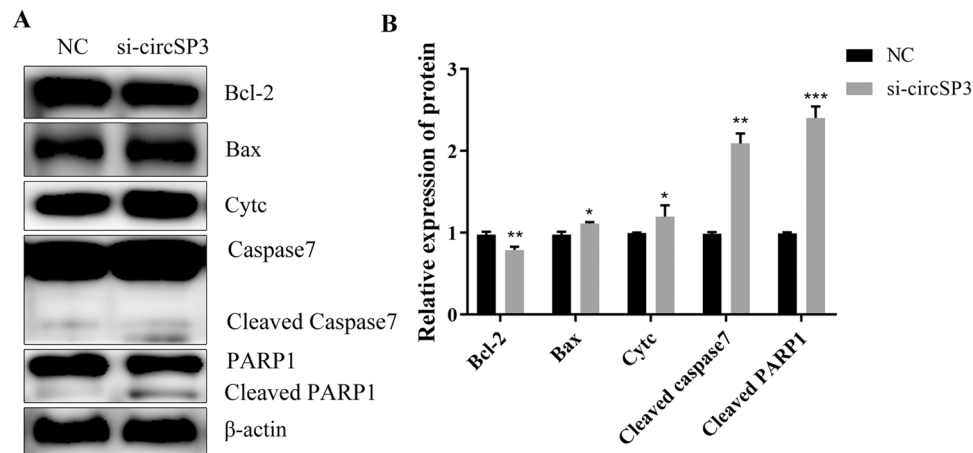 A
NC si-circSP3
Bcl-2
Bax
Cytc
Caspase7
Cleaved Caspase7
PARP1
Cleaved PARP1
β-actin
B
NC
si-circSP3
Relative expression of protein
3
2
1
0
**
*
*
**
***
Bcl-2
Bax
Cytc
Cleaved caspase7
Cleaved PARP1